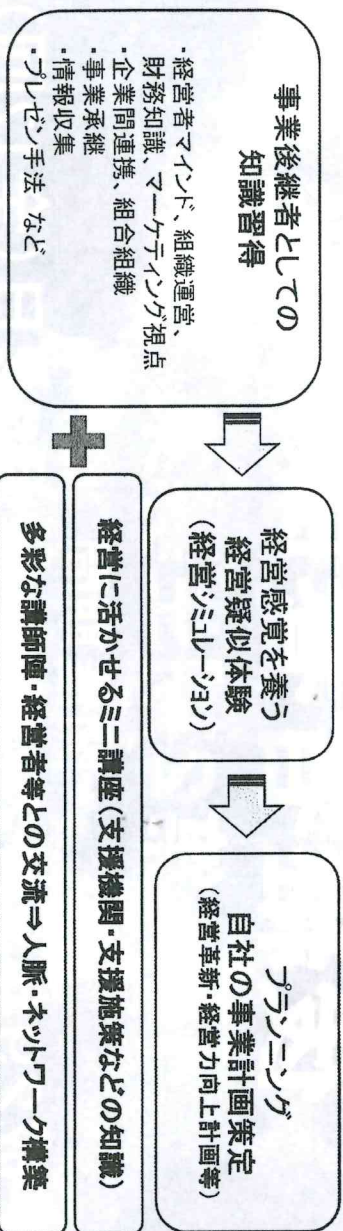 事業後継者としての
知識習得
・経営者マインド、組織運営、
財務知識、マーケティング視点
・企業間連携、組合組織
・事業承継
・情報収集
・プレゼン手法 など
経営感覚を養う
経営疑似体験
(経営シミュレーション)
プランニング
自社の事業計画策定
(経営革新・経営力向上計画等)
経営に活かせるミニ講座(支援機関・支援施策などの知識)
多彩な講師陣・経営者等との交流⇒人脈・ネットワーク構築